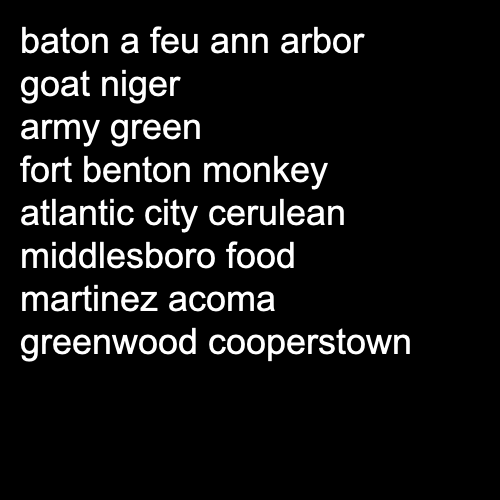 baton a feu ann arbor
goat niger
army green
fort benton monkey
atlantic city cerulean
middlesboro food
martinez acoma
greenwood cooperstown